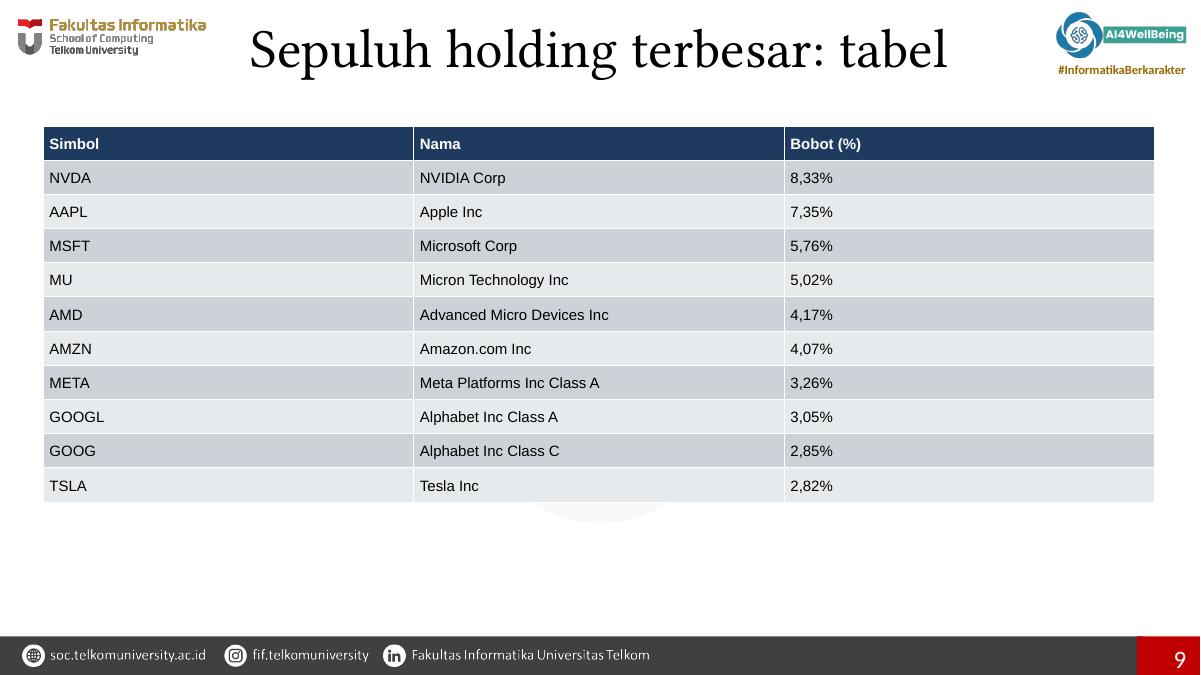 Fakultas Informatika
School of Computing
Telkom University
Sepuluh holding terbesar: tabel
AI4WellBeing
#InformatikaBerkarakter
Simbol Nama Bobot (%)
NVDA NVIDIA Corp 8,33%
AAPL Apple Inc 7,35%
MSFT Microsoft Corp 5,76%
MU Micron Technology Inc 5,02%
AMD Advanced Micro Devices Inc 4,17%
AMZN Amazon.com Inc 4,07%
META Meta Platforms Inc Class A 3,26%
GOOGL Alphabet Inc Class A 3,05%
GOOG Alphabet Inc Class C 2,85%
TSLA Tesla Inc 2,82%
soc.telkomuniversity.ac.id fif.telkomuniversity in Fakultas Informatika Universitas Telkom 9